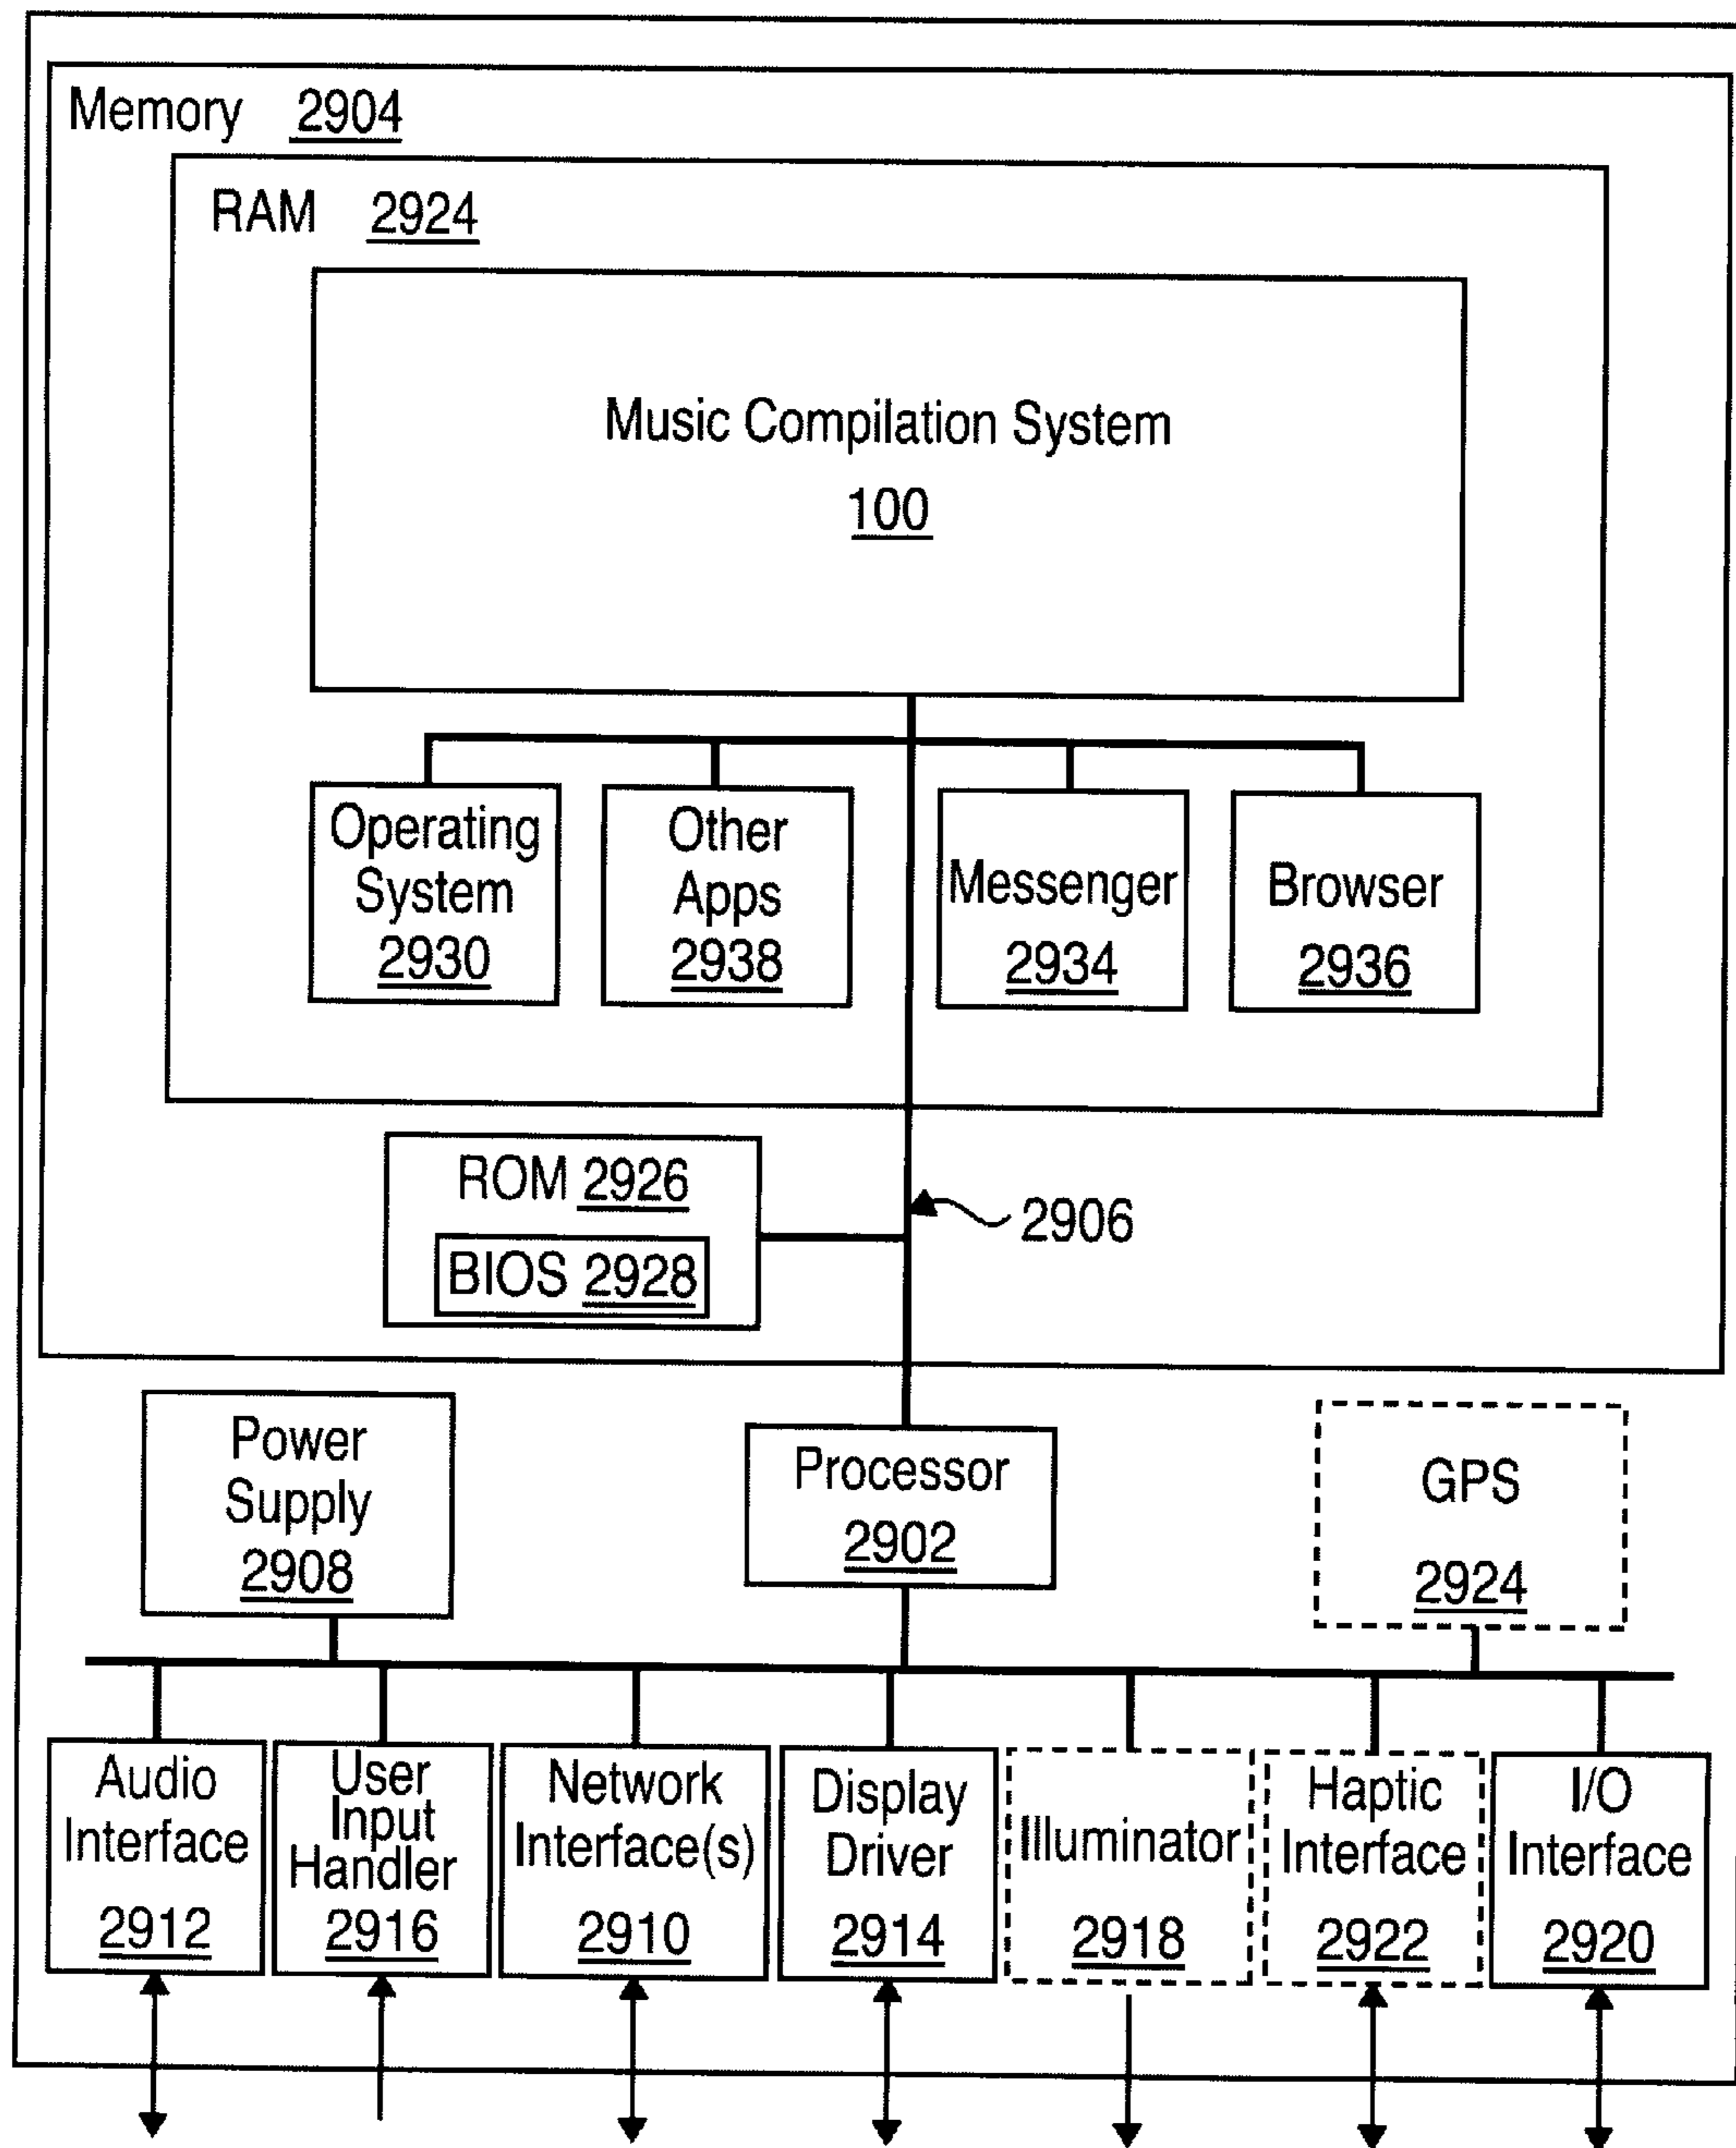 Memory 2904
RAM 2924
Music Compilation System
100
Operating
System
2930
Other
Apps
2938
Messenger
2934
Browser
2936
ROM 2926
BIOS 2928
2906
Power
Supply
2908
Processor
2902
GPS
2924
Audio
Interface
2912
User
Input
Handler
2916
Network
Interface(s)
2910
Display
Driver
2914
Illuminator
2918
Haptic
Interface
2922
I/O
Interface
2920